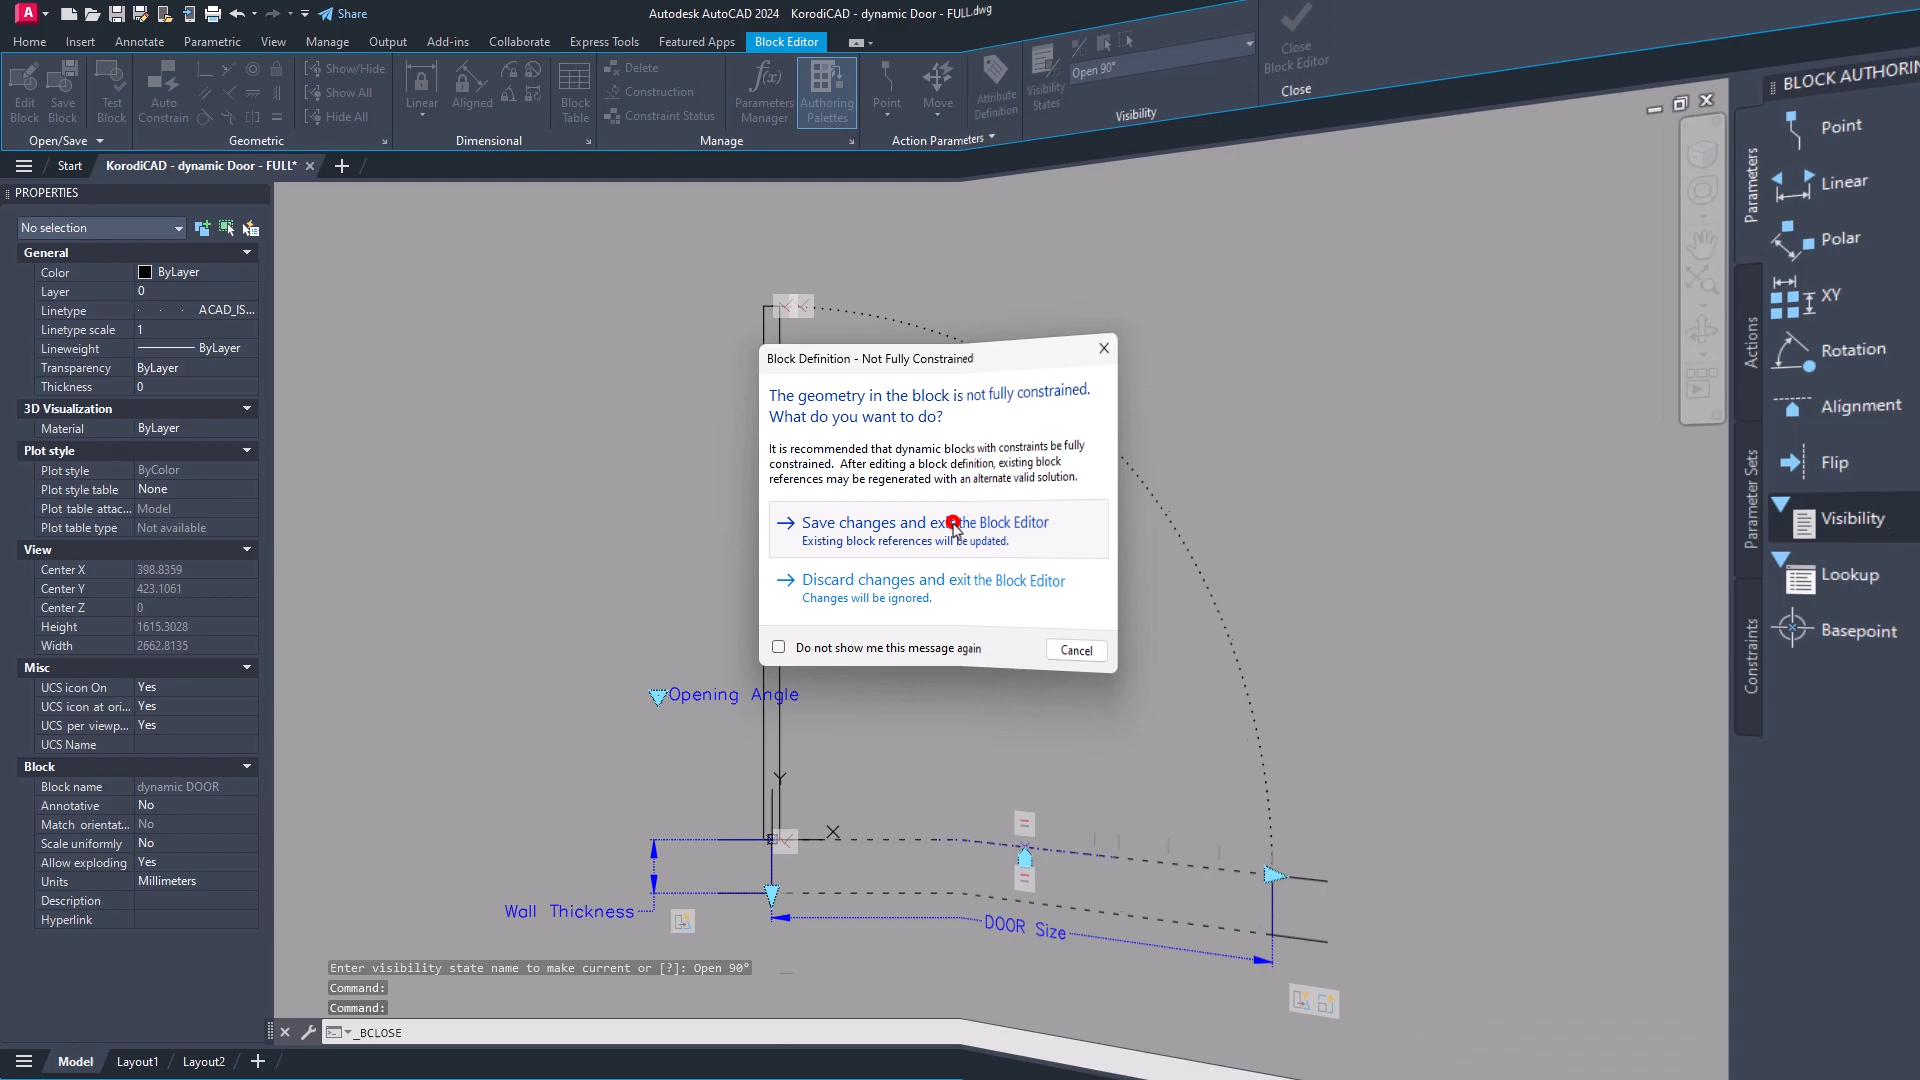 Share
Autodesk AutoCAD 2024 KorodiCAD - dynamic Door - FULL.dwg
Home Insert Annotate Parametric View Manage Output Add-ins Collaborate Express Tools Featured Apps Block Editor
Edit Block
Save Block
Test Block
Open/Save
Auto Constrain
Show/Hide
Show All
Hide All
Geometric
Linear
Aligned
Dimensional
Block Table
Delete
Construction
Constraint Status
Manage
Parameters Manager
Authoring Palettes
Point
Move
Action Parameters
Attribute Definition
Visibility States
Open 90°
Visibility
Close Block Editor
Close
Start
KorodiCAD - dynamic Door - FULL*
PROPERTIES
No selection
General
Color ByLayer
Layer 0
Linetype ACAD_IS...
Linetype scale 1
Lineweight ByLayer
Transparency ByLayer
Thickness 0
3D Visualization
Material ByLayer
Plot style
Plot style ByColor
Plot style table None
Plot table attac... Model
Plot table type Not available
View
Center X 398.8359
Center Y 423.1061
Center Z 0
Height 1615.3028
Width 2662.8135
Misc
UCS icon On Yes
UCS icon at ori... Yes
UCS per viewp... Yes
UCS Name
Block
Block name dynamic DOOR
Annotative No
Match orientat... No
Scale uniformly No
Allow exploding Yes
Units Millimeters
Description
Hyperlink
Block Definition - Not Fully Constrained
The geometry in the block is not fully constrained.
What do you want to do?
It is recommended that dynamic blocks with constraints be fully
constrained. After editing a block definition, existing block
references may be regenerated with an alternate valid solution.
Save changes and exit the Block Editor
Existing block references will be updated.
Discard changes and exit the Block Editor
Changes will be ignored.
Do not show me this message again
Cancel
Opening Angle
Y
X
Wall Thickness
DOOR Size
Enter visibility state name to make current or [?]: Open 90°
Command:
Command:
_BCLOSE
Model Layout1 Layout2
BLOCK AUTHORIN
Parameters
Actions
Parameter Sets
Constraints
Point
Linear
Polar
XY
Rotation
Alignment
Flip
Visibility
Lookup
Basepoint